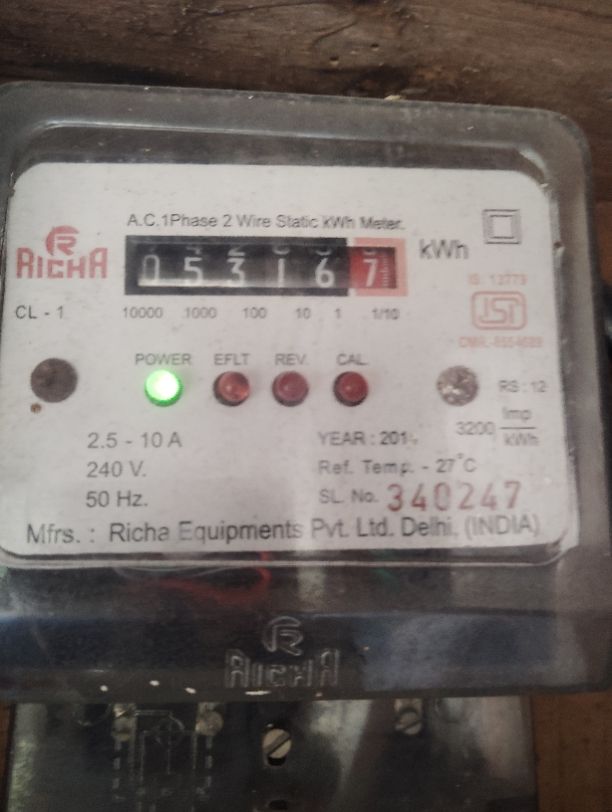 A.C.1Phase 2 Wire Static kWh Meter.
RICHA
053167 kWh
CL - 1
10000 1000 100 10 1 1/10
IS: 13779
ISI
POWER EFLT REV. CAL.
RS : 12
2.5 - 10 A
240 V.
50 Hz.
YEAR :
3200 Imp/kWh
Ref. Temp. - 27°C
SL. No. 340247
Mfrs. : Richa Equipments Pvt. Ltd. Delhi, (INDIA)
RICHA